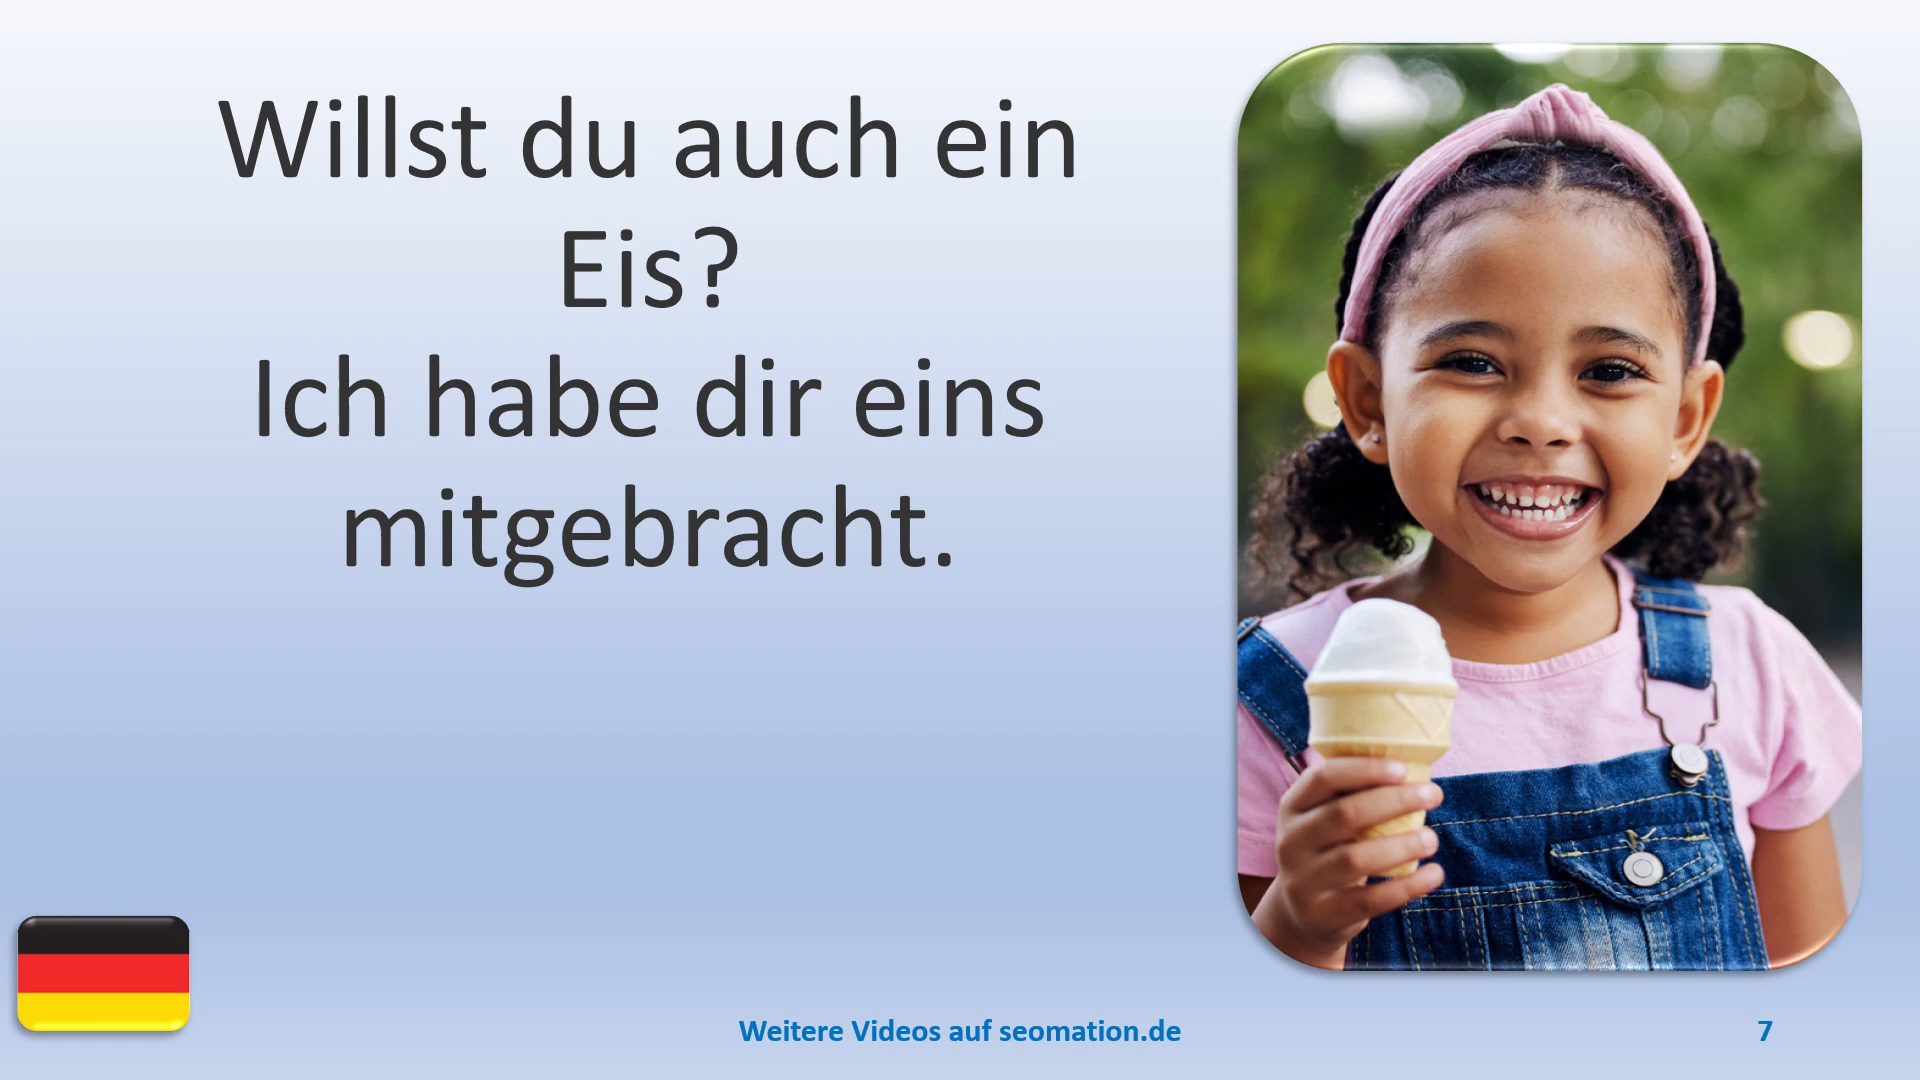 Willst du auch ein
Eis?
Ich habe dir eins
mitgebracht.
Weitere Videos auf seomation.de
7